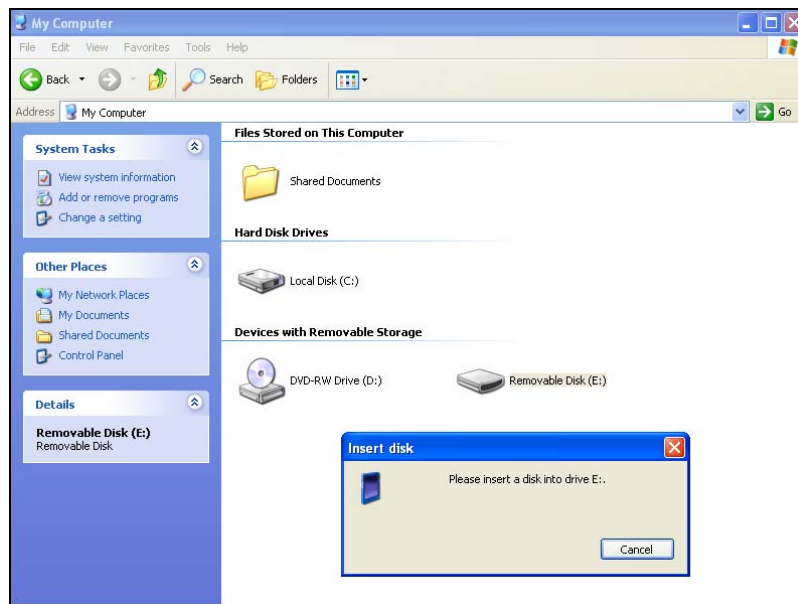 My Computer
File Edit View Favorites Tools Help
Back Search Folders
Address My Computer Go
System Tasks
View system information
Add or remove programs
Change a setting
Other Places
My Network Places
My Documents
Shared Documents
Control Panel
Details
Removable Disk (E:)
Removable Disk
Files Stored on This Computer
Shared Documents
Hard Disk Drives
Local Disk (C:)
Devices with Removable Storage
DVD-RW Drive (D:) Removable Disk (E:)
Insert disk
Please insert a disk into drive E:.
Cancel